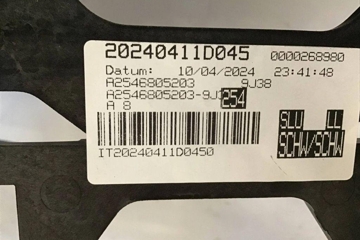 20240411D045 0000268980
Datum: 10/04/2024 23:41:48
A2546805203 9J38
A2546805203-9J 254
A 8
SLU LL
SCHW/SCHW
IT20240411D0450